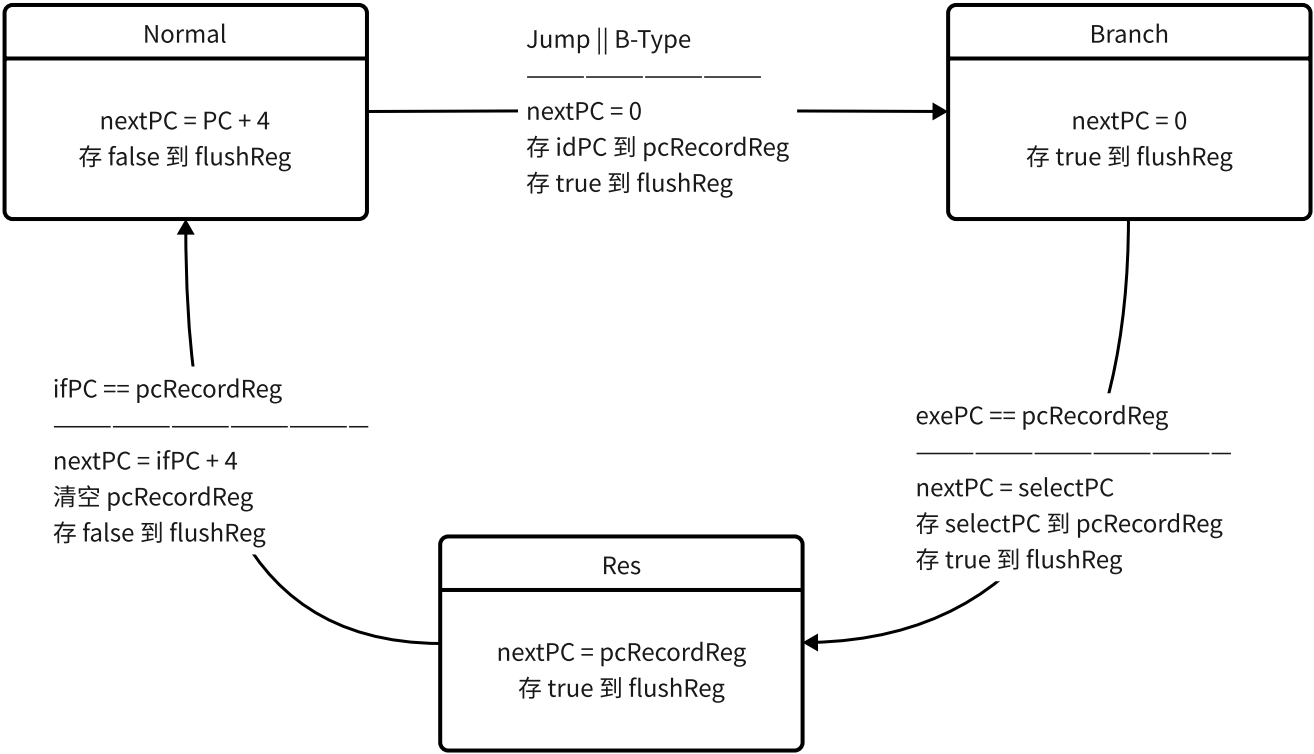 Normal
nextPC = PC + 4
存 false 到 flushReg
Jump || B-Type
nextPC = 0
存 idPC 到 pcRecordReg
存 true 到 flushReg
Branch
nextPC = 0
存 true 到 flushReg
ifPC == pcRecordReg
nextPC = ifPC + 4
清空 pcRecordReg
存 false 到 flushReg
exePC == pcRecordReg
nextPC = selectPC
存 selectPC 到 pcRecordReg
存 true 到 flushReg
Res
nextPC = pcRecordReg
存 true 到 flushReg